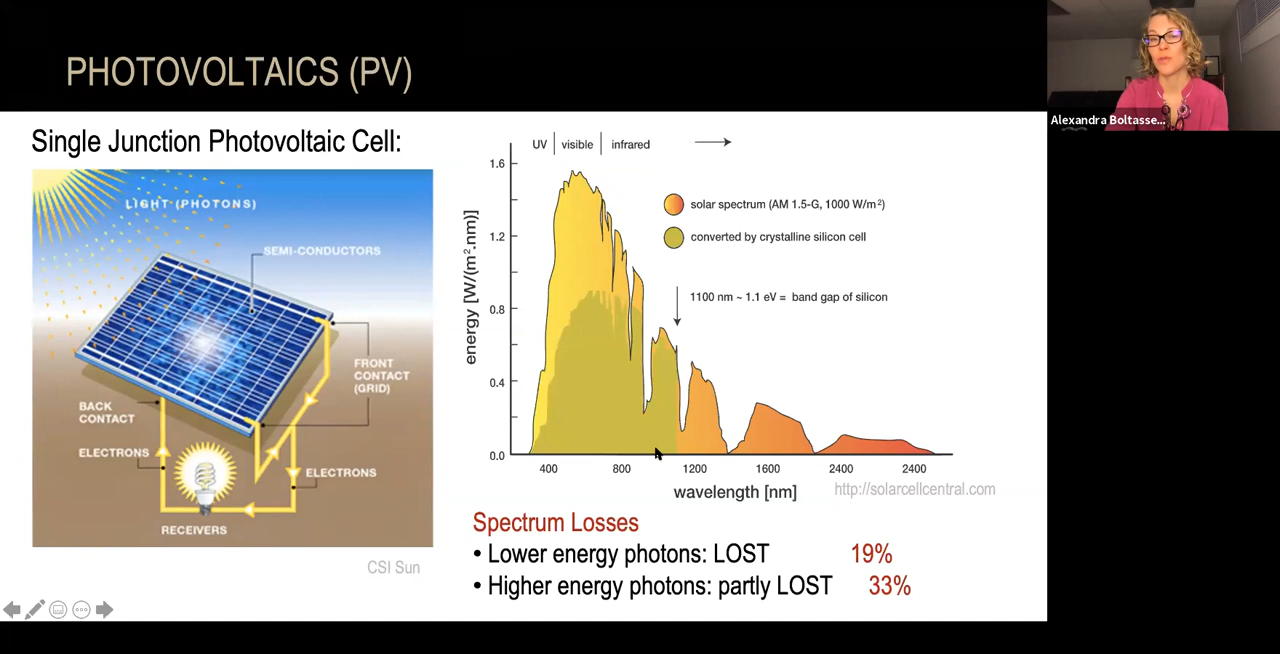 PHOTOVOLTAICS (PV)
Alexandra Boltasse...
Single Junction Photovoltaic Cell:
LIGHT (PHOTONS)
SEMI-CONDUCTORS
FRONT
CONTACT
(GRID)
BACK
CONTACT
ELECTRONS
ELECTRONS
RECEIVERS
CSI Sun
UV | visible | infrared
solar spectrum (AM 1.5-G, 1000 W/m²)
converted by crystalline silicon cell
1100 nm ~ 1.1 eV = band gap of silicon
energy [W/(m².nm)]
1.6
1.2
0.8
0.4
0.0
400 800 1200 1600 2400 2400
wavelength [nm]
http://solarcellcentral.com
Spectrum Losses
• Lower energy photons: LOST 19%
• Higher energy photons: partly LOST 33%